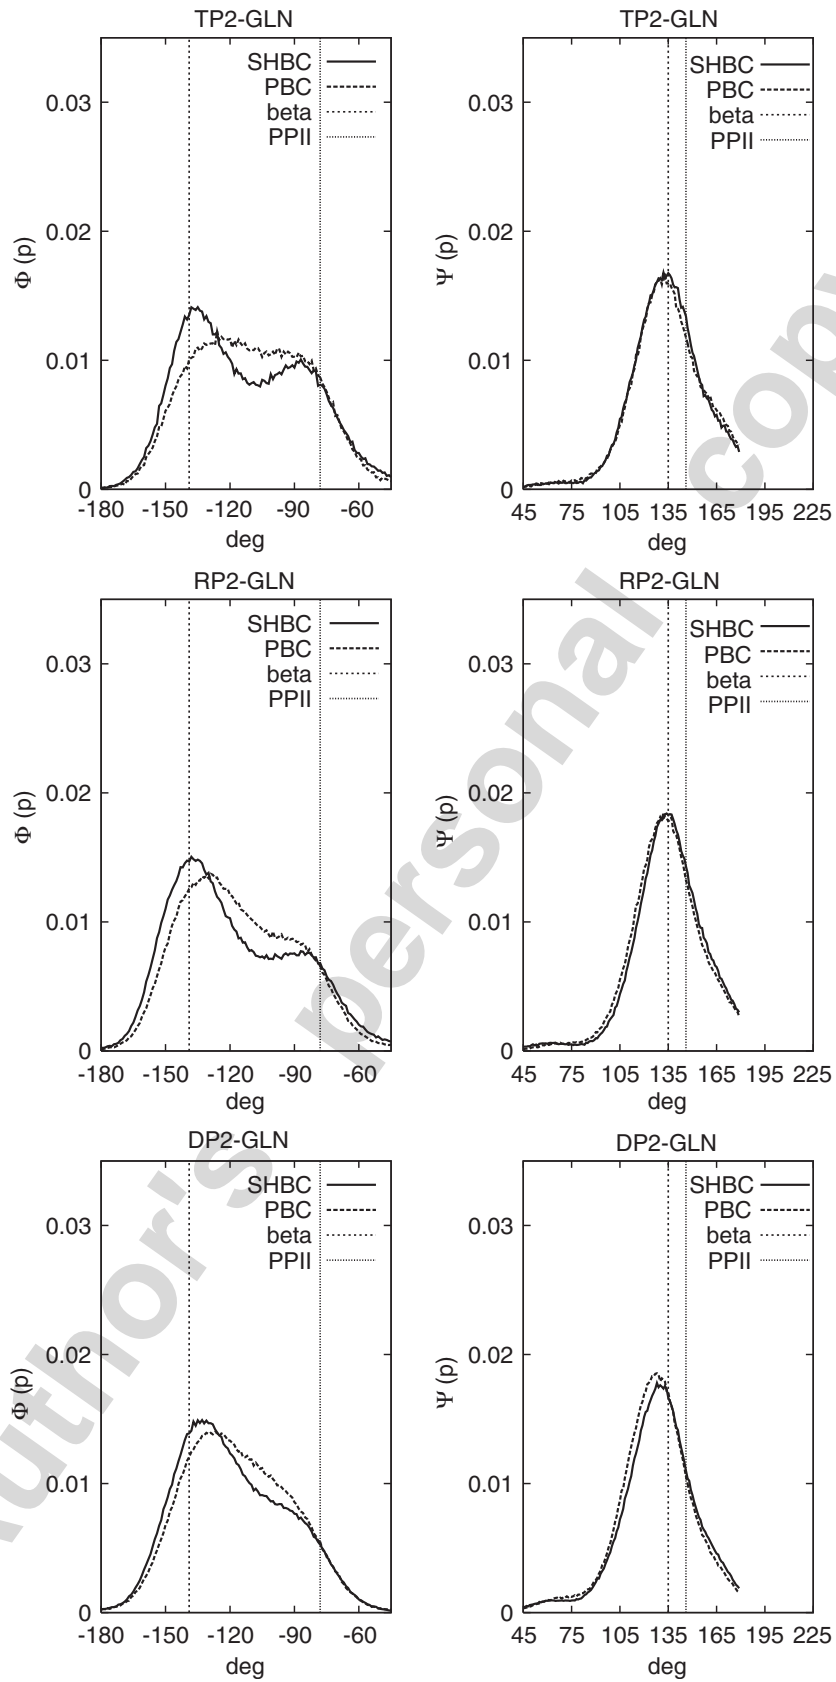 TP2-GLN
SHBC
PBC
beta
PPII
0.03
0.02
0.01
0
Φ (p)
-180 -150 -120 -90 -60
deg
TP2-GLN
SHBC
PBC
beta
PPII
0.03
0.02
0.01
0
Ψ (p)
45 75 105 135 165 195 225
deg
RP2-GLN
SHBC
PBC
beta
PPII
0.03
0.02
0.01
0
Φ (p)
-180 -150 -120 -90 -60
deg
RP2-GLN
SHBC
PBC
beta
PPII
0.03
0.02
0.01
0
Ψ (p)
45 75 105 135 165 195 225
deg
DP2-GLN
SHBC
PBC
beta
PPII
0.03
0.02
0.01
0
Φ (p)
-180 -150 -120 -90 -60
deg
DP2-GLN
SHBC
PBC
beta
PPII
0.03
0.02
0.01
0
Ψ (p)
45 75 105 135 165 195 225
deg
author's personal copy